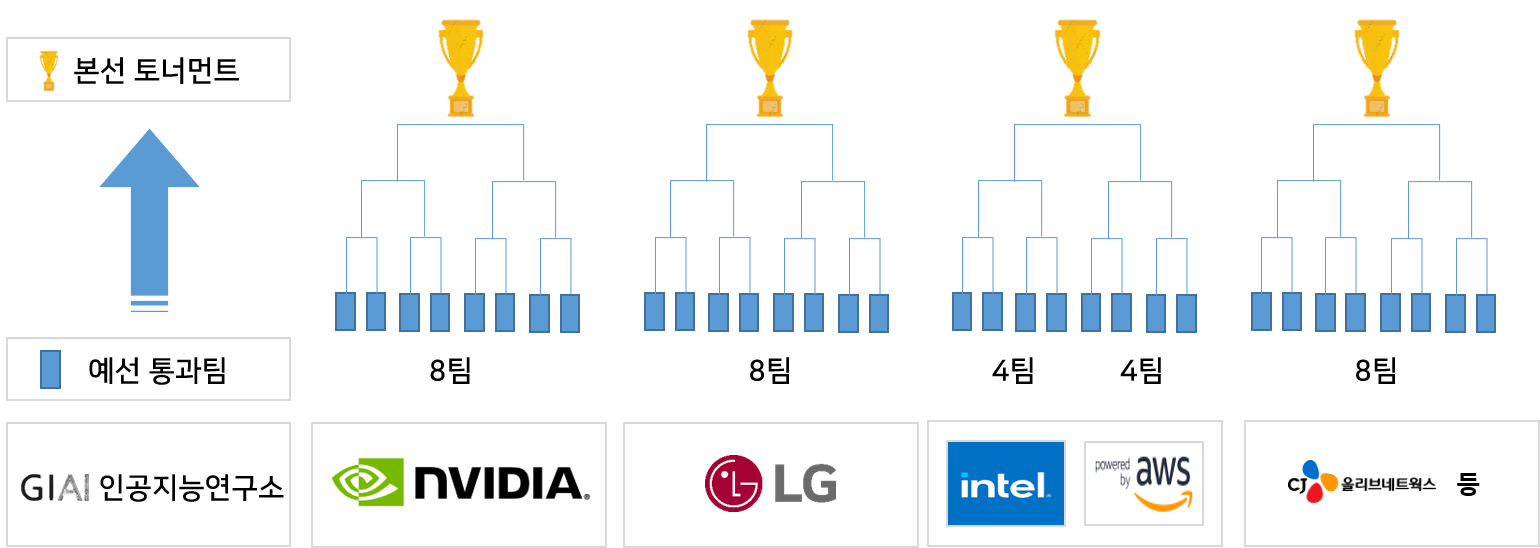 본선 토너먼트
예선 통과팀
8팀
8팀
4팀
4팀
8팀
GIAI 인공지능연구소
NVIDIA.
LG
intel.
powered by aws
CJ 올리브네트웍스 등